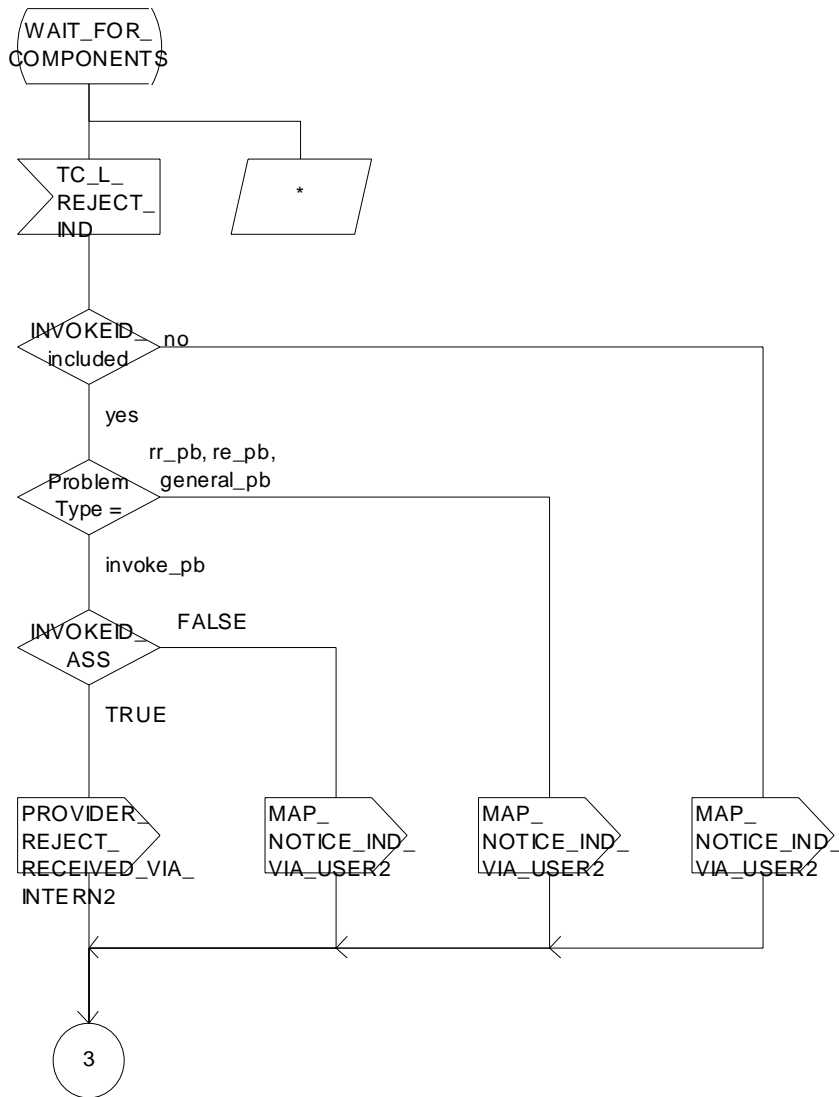 WAIT_FOR_
COMPONENTS
TC_L_
REJECT_
IND
*
INVOKEID_
included
no
yes
rr_pb, re_pb,
general_pb
Problem
Type =
invoke_pb
INVOKEID_
ASS
FALSE
TRUE
PROVIDER_
REJECT_
RECEIVED_VIA_
INTERN2
MAP_
NOTICE_IND_
VIA_USER2
MAP_
NOTICE_IND_
VIA_USER2
MAP_
NOTICE_IND_
VIA_USER2
3